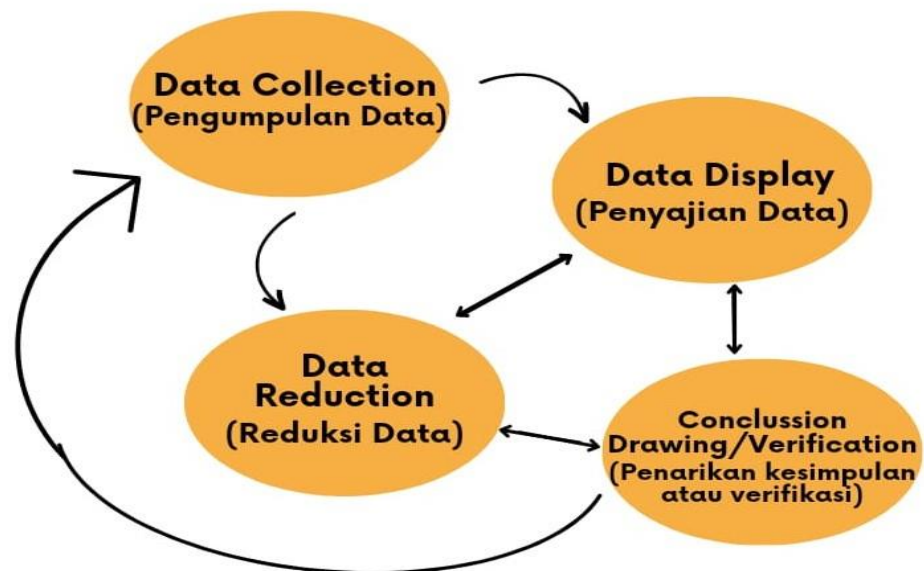 Data Collection
(Pengumpulan Data)
Data Display
(Penyajian Data)
Data
Reduction
(Reduksi Data)
Conclussion
Drawing/Verification
(Penarikan kesimpulan
atau verifikasi)